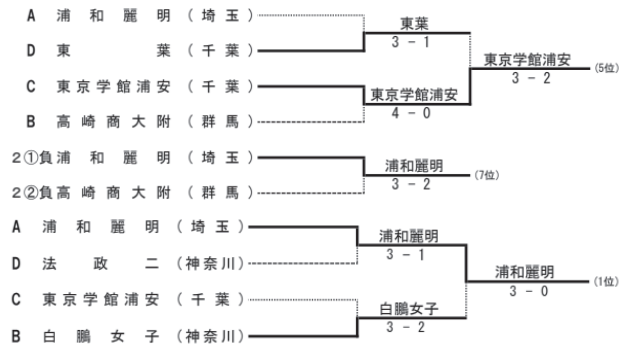 A 浦和麗明（埼玉）
東葉
D 東葉（千葉）
3 - 1
東京学館浦安
(5位)
3 - 2
C 東京学館浦安（千葉）
東京学館浦安
4 - 0
B 高崎商大附（群馬）
2①負浦和麗明（埼玉）
浦和麗明
(7位)
3 - 2
2②負高崎商大附（群馬）
A 浦和麗明（埼玉）
浦和麗明
3 - 1
D 法政二（神奈川）
浦和麗明
(1位)
3 - 0
C 東京学館浦安（千葉）
白鵬女子
3 - 2
B 白鵬女子（神奈川）